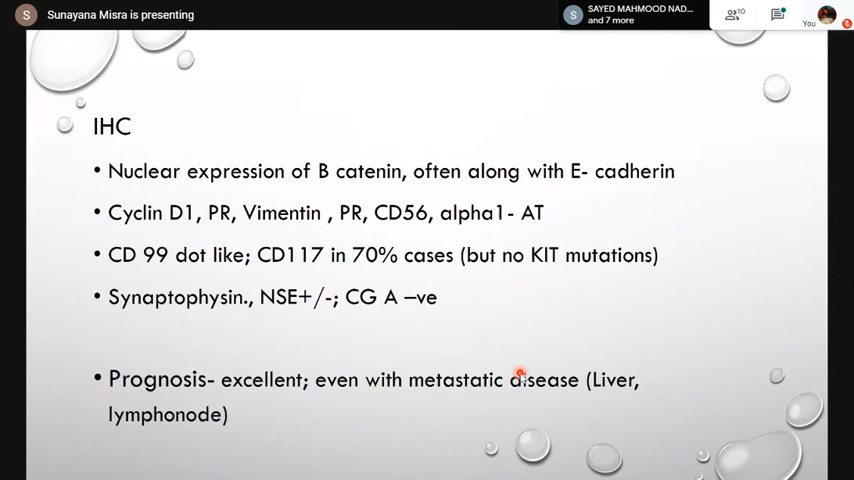 S Sunayana Misra is presenting
S SAYED MAHMOOD NAD...
and 7 more
10
You
IHC
• Nuclear expression of B catenin, often along with E- cadherin
• Cyclin D1, PR, Vimentin , PR, CD56, alpha1- AT
• CD 99 dot like; CD117 in 70% cases (but no KIT mutations)
• Synaptophysin., NSE+/-; CG A –ve
• Prognosis- excellent; even with metastatic disease (Liver,
lymphonode)